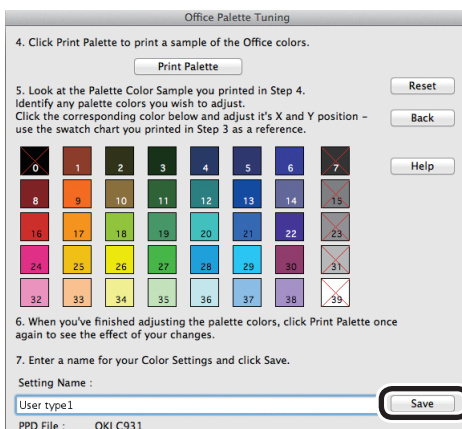 Office Palette Tuning
4. Click Print Palette to print a sample of the Office colors.
Print Palette
5. Look at the Palette Color Sample you printed in Step 4.
Identify any palette colors you wish to adjust.
Click the corresponding color below and adjust it's X and Y position –
use the swatch chart you printed in Step 3 as a reference.
Reset
Back
Help
0 1 2 3 4 5 6 7
8 9 10 11 12 13 14 15
16 17 18 19 20 21 22 23
24 25 26 27 28 29 30 31
32 33 34 35 36 37 38 39
6. When you've finished adjusting the palette colors, click Print Palette once
again to see the effect of your changes.
7. Enter a name for your Color Settings and click Save.
Setting Name :
User type1
Save
PPD File : OKI C931